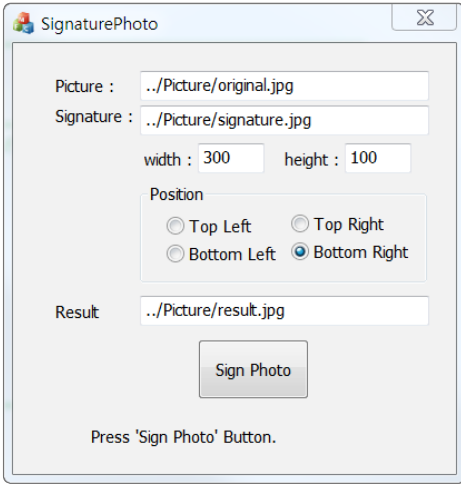 SignaturePhoto
Picture : ../Picture/original.jpg
Signature : ../Picture/signature.jpg
width : 300 height : 100
Position
Top Left Top Right
Bottom Left Bottom Right
Result ../Picture/result.jpg
Sign Photo
Press 'Sign Photo' Button.